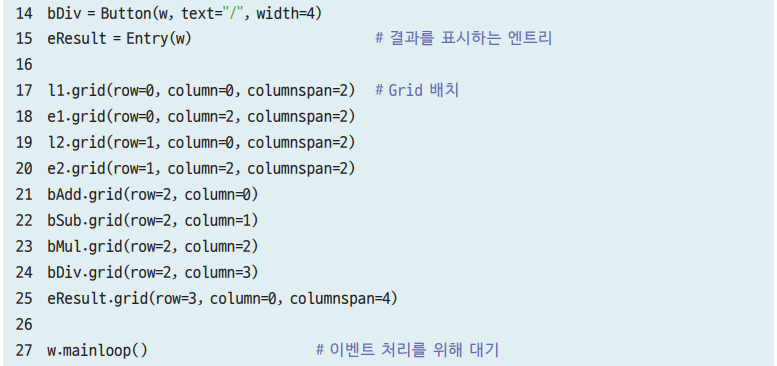 14 bDiv = Button(w, text="/", width=4)
15 eResult = Entry(w) # 결과를 표시하는 엔트리
16
17 l1.grid(row=0, column=0, columnspan=2) # Grid 배치
18 e1.grid(row=0, column=2, columnspan=2)
19 l2.grid(row=1, column=0, columnspan=2)
20 e2.grid(row=1, column=2, columnspan=2)
21 bAdd.grid(row=2, column=0)
22 bSub.grid(row=2, column=1)
23 bMul.grid(row=2, column=2)
24 bDiv.grid(row=2, column=3)
25 eResult.grid(row=3, column=0, columnspan=4)
26
27 w.mainloop() # 이벤트 처리를 위해 대기